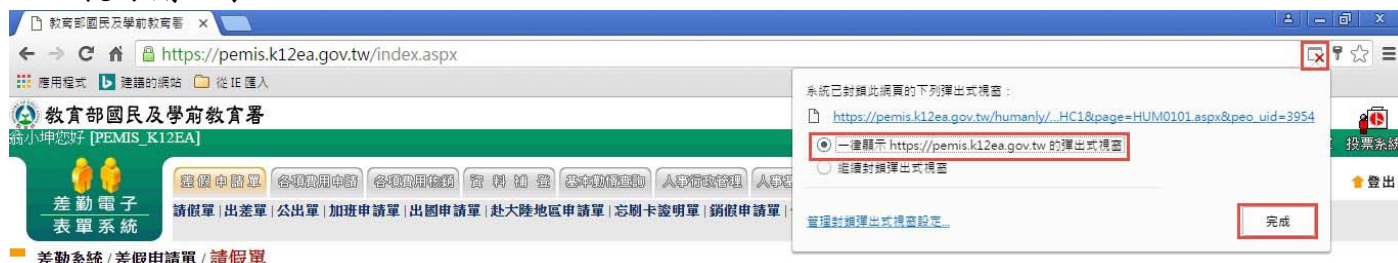 教育部國民及學前教育署
https://pemis.k12ea.gov.tw/index.aspx
應用程式 建議的網站 從 IE 匯入
系統已封鎖此網頁的下列彈出式視窗：
https://pemis.k12ea.gov.tw/humanly/...HC1&page=HUM0101.aspx&peo_uid=3954
一律顯示 https://pemis.k12ea.gov.tw 的彈出式視窗
繼續封鎖彈出式視窗
管理封鎖彈出式視窗設定...
完成
教育部國民及學前教育署
翁小坤您好 [PEMIS_K12EA]
投票系統
差勤電子
表單系統
差假申請單 各項費用申請 各項費用核銷 資料補登 基本勤惰查詢 人事行政管理
登出
請假單|出差單|公出單|加班申請單|出國申請單|赴大陸地區申請單|忘刷卡證明單|銷假申請單|
差勤系統 / 差假申請單 / 請假單